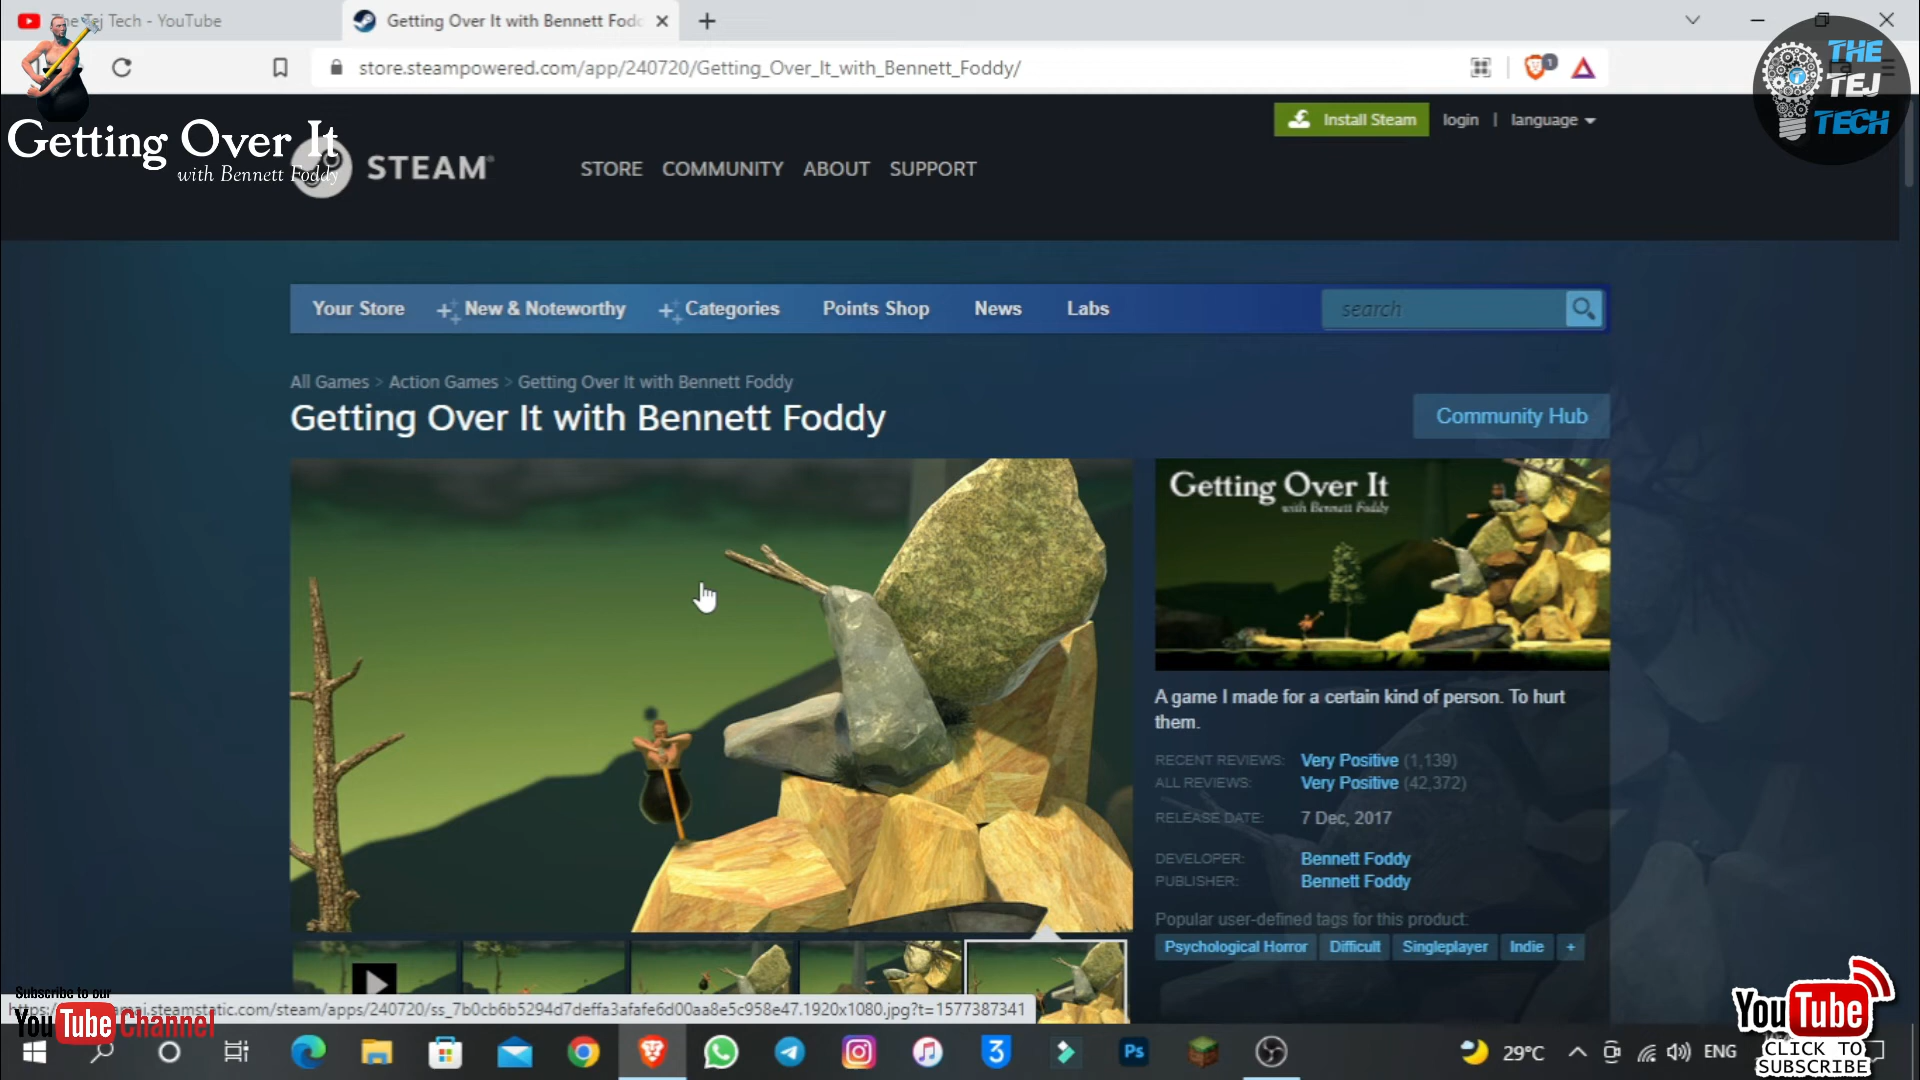 The Tej Tech - YouTube
Getting Over It with Bennett Fodd
store.steampowered.com/app/240720/Getting_Over_It_with_Bennett_Foddy/
1
THE
TEJ
TECH
Getting Over It
with Bennett Foddy
Install Steam
login | language
STEAM®
STORE COMMUNITY ABOUT SUPPORT
Your Store New & Noteworthy Categories Points Shop News Labs
search
All Games > Action Games > Getting Over It with Bennett Foddy
Getting Over It with Bennett Foddy
Community Hub
Getting Over It
with Bennett Foddy
A game I made for a certain kind of person. To hurt
them.
RECENT REVIEWS: Very Positive (1,139)
ALL REVIEWS: Very Positive (42,372)
RELEASE DATE: 7 Dec, 2017
DEVELOPER: Bennett Foddy
PUBLISHER: Bennett Foddy
Popular user-defined tags for this product:
Psychological Horror Difficult Singleplayer Indie +
Subscribe to our
YouTube Channel
steamstatic.com/steam/apps/240720/ss_7b0cb6b5294d7deffa3afafe6d00aa8e5c958e47.1920x1080.jpg?t=1577387341
3
Ps
29°C
ENG
YouTube
CLICK TO
SUBSCRIBE